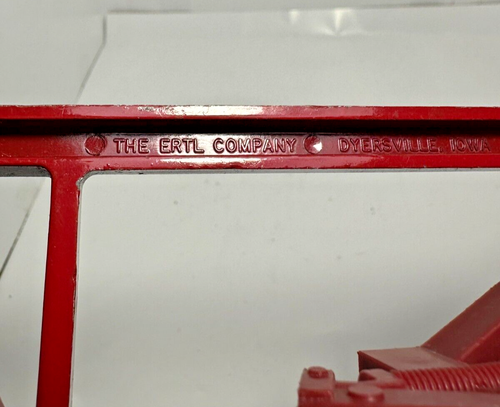 THE ERTL COMPANY DYERSVILLE, IOWA